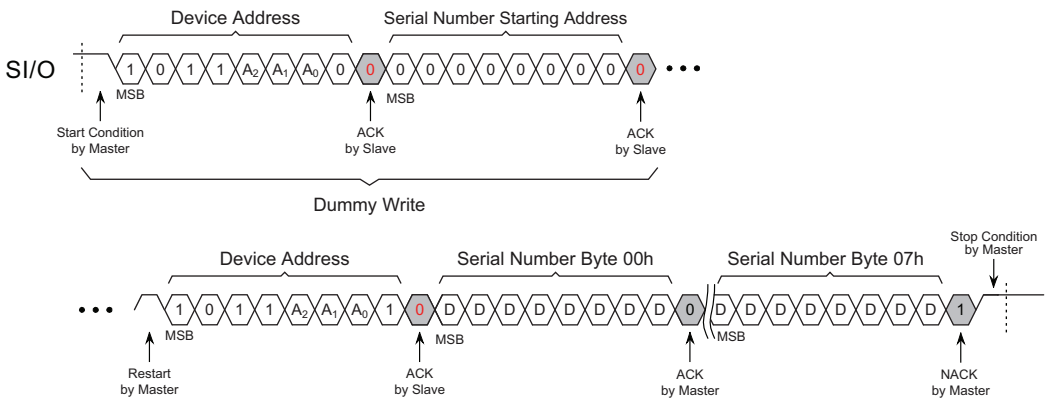 Device Address Serial Number Starting Address
SI/O 1 0 1 1 A₂ A₁ A₀ 0 0 0 0 0 0 0 0 0 0 0 • • •
MSB MSB
Start Condition
by Master
ACK
by Slave
ACK
by Slave
Dummy Write
Stop Condition
by Master
Device Address Serial Number Byte 00h Serial Number Byte 07h
• • • 1 0 1 1 A₂ A₁ A₀ 1 0 D D D D D D D D 0 D D D D D D D D 1
MSB MSB MSB
Restart
by Master
ACK
by Slave
ACK
by Master
NACK
by Master